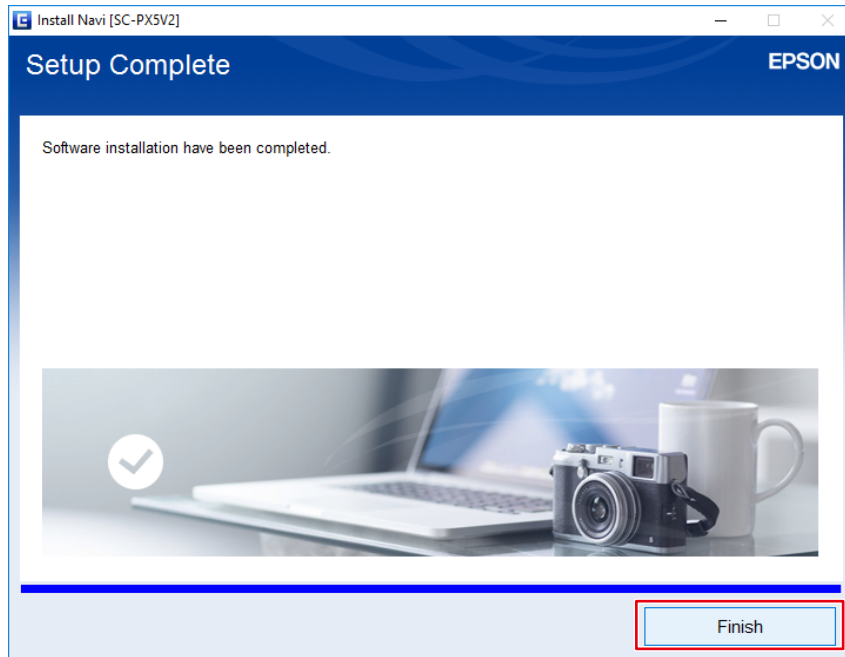 Install Navi [SC-PX5V2]
Setup Complete
EPSON
Software installation have been completed.
Finish